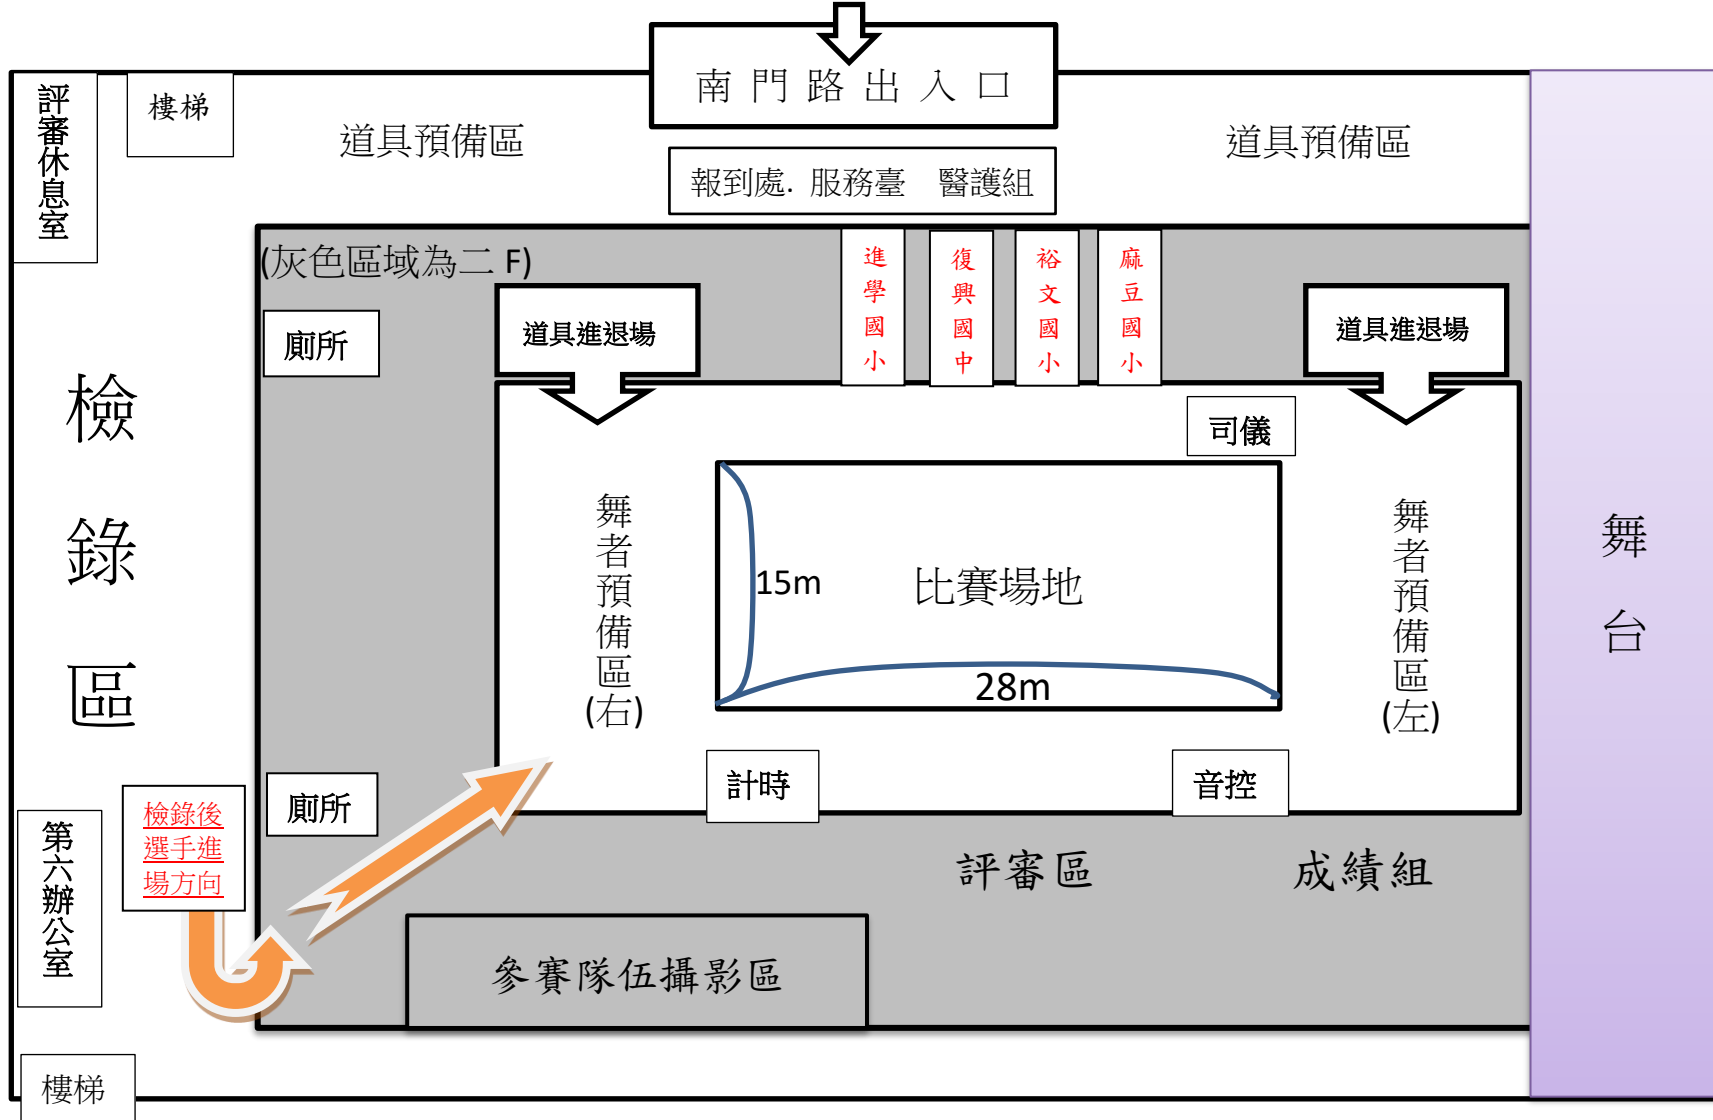 南門路出入口
評審休息室
樓梯
道具預備區
道具預備區
報到處. 服務臺　醫護組
(灰色區域為二 F)
進學國小
復興國中
裕文國小
麻豆國小
廁所
道具進退場
道具進退場
司儀
檢錄區
舞者預備區(右)
15m
比賽場地
28m
舞者預備區(左)
舞台
計時
音控
廁所
檢錄後
選手進
場方向
第六辦公室
評審區
成績組
參賽隊伍攝影區
樓梯